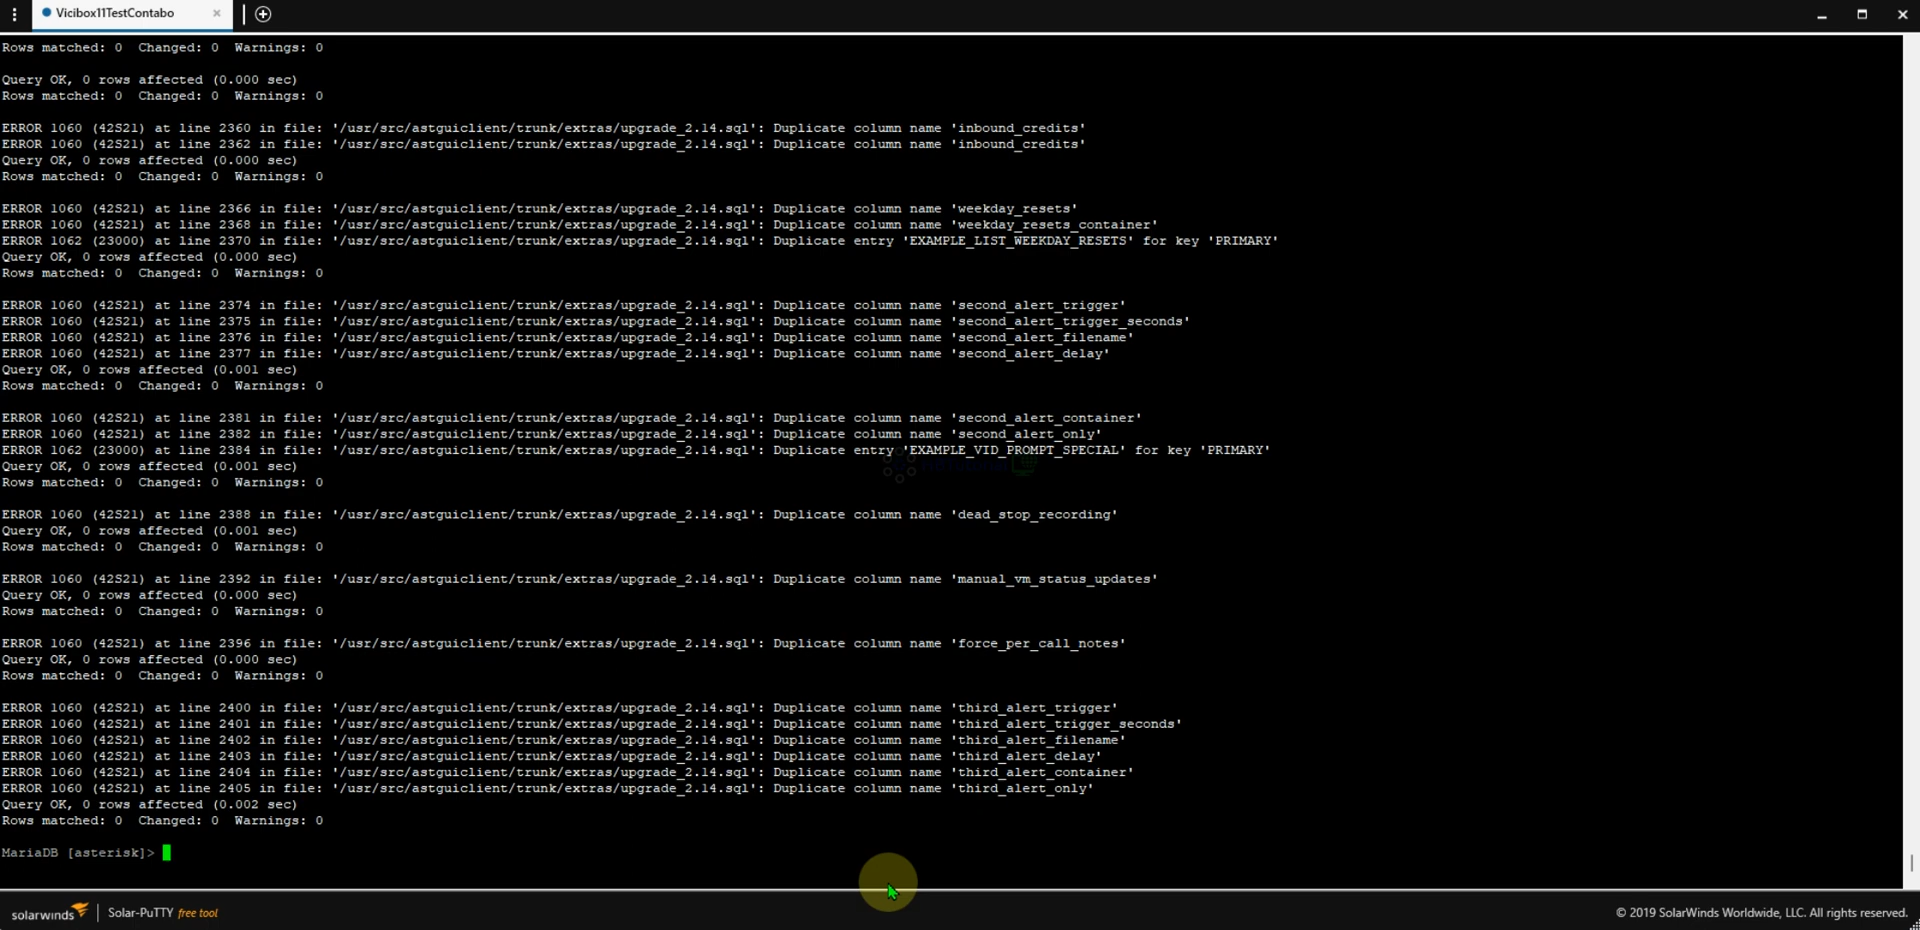 Vicibox11TestContabo
Rows matched: 0  Changed: 0  Warnings: 0
Query OK, 0 rows affected (0.000 sec)
Rows matched: 0  Changed: 0  Warnings: 0
ERROR 1060 (42S21) at line 2360 in file: '/usr/src/astguiclient/trunk/extras/upgrade_2.14.sql': Duplicate column name 'inbound_credits'
ERROR 1060 (42S21) at line 2362 in file: '/usr/src/astguiclient/trunk/extras/upgrade_2.14.sql': Duplicate column name 'inbound_credits'
Query OK, 0 rows affected (0.000 sec)
Rows matched: 0  Changed: 0  Warnings: 0
ERROR 1060 (42S21) at line 2366 in file: '/usr/src/astguiclient/trunk/extras/upgrade_2.14.sql': Duplicate column name 'weekday_resets'
ERROR 1060 (42S21) at line 2368 in file: '/usr/src/astguiclient/trunk/extras/upgrade_2.14.sql': Duplicate column name 'weekday_resets_container'
ERROR 1062 (23000) at line 2370 in file: '/usr/src/astguiclient/trunk/extras/upgrade_2.14.sql': Duplicate entry 'EXAMPLE_LIST_WEEKDAY_RESETS' for key 'PRIMARY'
Query OK, 0 rows affected (0.000 sec)
Rows matched: 0  Changed: 0  Warnings: 0
ERROR 1060 (42S21) at line 2374 in file: '/usr/src/astguiclient/trunk/extras/upgrade_2.14.sql': Duplicate column name 'second_alert_trigger'
ERROR 1060 (42S21) at line 2375 in file: '/usr/src/astguiclient/trunk/extras/upgrade_2.14.sql': Duplicate column name 'second_alert_trigger_seconds'
ERROR 1060 (42S21) at line 2376 in file: '/usr/src/astguiclient/trunk/extras/upgrade_2.14.sql': Duplicate column name 'second_alert_filename'
ERROR 1060 (42S21) at line 2377 in file: '/usr/src/astguiclient/trunk/extras/upgrade_2.14.sql': Duplicate column name 'second_alert_delay'
Query OK, 0 rows affected (0.001 sec)
Rows matched: 0  Changed: 0  Warnings: 0
ERROR 1060 (42S21) at line 2381 in file: '/usr/src/astguiclient/trunk/extras/upgrade_2.14.sql': Duplicate column name 'second_alert_container'
ERROR 1060 (42S21) at line 2382 in file: '/usr/src/astguiclient/trunk/extras/upgrade_2.14.sql': Duplicate column name 'second_alert_only'
ERROR 1062 (23000) at line 2384 in file: '/usr/src/astguiclient/trunk/extras/upgrade_2.14.sql': Duplicate entry 'EXAMPLE_VID_PROMPT_SPECIAL' for key 'PRIMARY'
Query OK, 0 rows affected (0.001 sec)
Rows matched: 0  Changed: 0  Warnings: 0
ERROR 1060 (42S21) at line 2388 in file: '/usr/src/astguiclient/trunk/extras/upgrade_2.14.sql': Duplicate column name 'dead_stop_recording'
Query OK, 0 rows affected (0.001 sec)
Rows matched: 0  Changed: 0  Warnings: 0
ERROR 1060 (42S21) at line 2392 in file: '/usr/src/astguiclient/trunk/extras/upgrade_2.14.sql': Duplicate column name 'manual_vm_status_updates'
Query OK, 0 rows affected (0.000 sec)
Rows matched: 0  Changed: 0  Warnings: 0
ERROR 1060 (42S21) at line 2396 in file: '/usr/src/astguiclient/trunk/extras/upgrade_2.14.sql': Duplicate column name 'force_per_call_notes'
Query OK, 0 rows affected (0.000 sec)
Rows matched: 0  Changed: 0  Warnings: 0
ERROR 1060 (42S21) at line 2400 in file: '/usr/src/astguiclient/trunk/extras/upgrade_2.14.sql': Duplicate column name 'third_alert_trigger'
ERROR 1060 (42S21) at line 2401 in file: '/usr/src/astguiclient/trunk/extras/upgrade_2.14.sql': Duplicate column name 'third_alert_trigger_seconds'
ERROR 1060 (42S21) at line 2402 in file: '/usr/src/astguiclient/trunk/extras/upgrade_2.14.sql': Duplicate column name 'third_alert_filename'
ERROR 1060 (42S21) at line 2403 in file: '/usr/src/astguiclient/trunk/extras/upgrade_2.14.sql': Duplicate column name 'third_alert_delay'
ERROR 1060 (42S21) at line 2404 in file: '/usr/src/astguiclient/trunk/extras/upgrade_2.14.sql': Duplicate column name 'third_alert_container'
ERROR 1060 (42S21) at line 2405 in file: '/usr/src/astguiclient/trunk/extras/upgrade_2.14.sql': Duplicate column name 'third_alert_only'
Query OK, 0 rows affected (0.002 sec)
Rows matched: 0  Changed: 0  Warnings: 0
MariaDB [asterisk]>
solarwinds | Solar-PuTTY free tool
© 2019 SolarWinds Worldwide, LLC. All rights reserved.